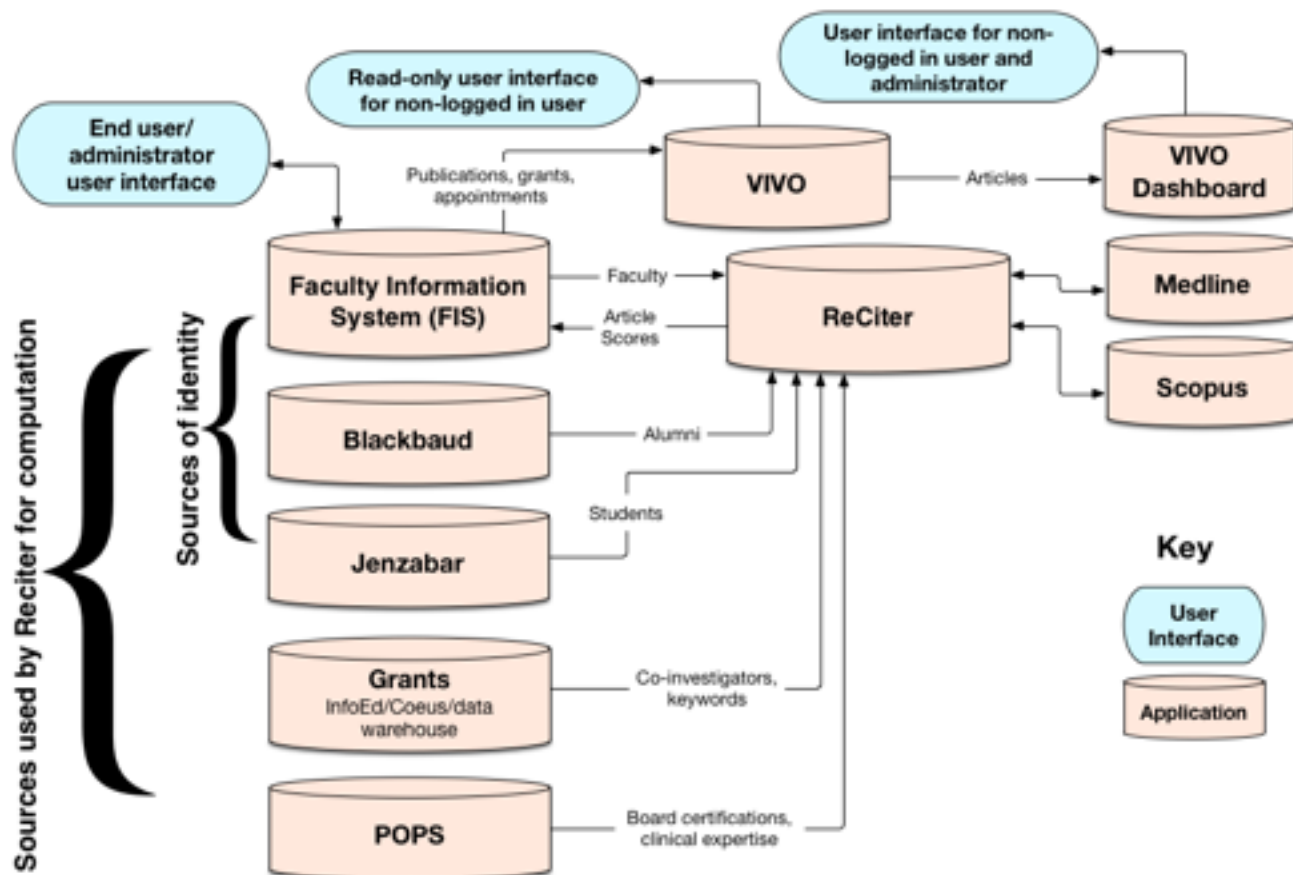 User interface for non-
logged in user and
administrator
Read-only user interface
for non-logged in user
End user/
administrator
user interface
Publications, grants,
appointments
VIVO
Articles
VIVO
Dashboard
Faculty Information
System (FIS)
Faculty
Article
Scores
ReCiter
Medline
Scopus
Blackbaud
Alumni
Jenzabar
Students
Grants
InfoEd/Coeus/data
warehouse
Co-investigators,
keywords
POPS
Board certifications,
clinical expertise
Sources of identity
Sources used by Reciter for computation
Key
User
Interface
Application